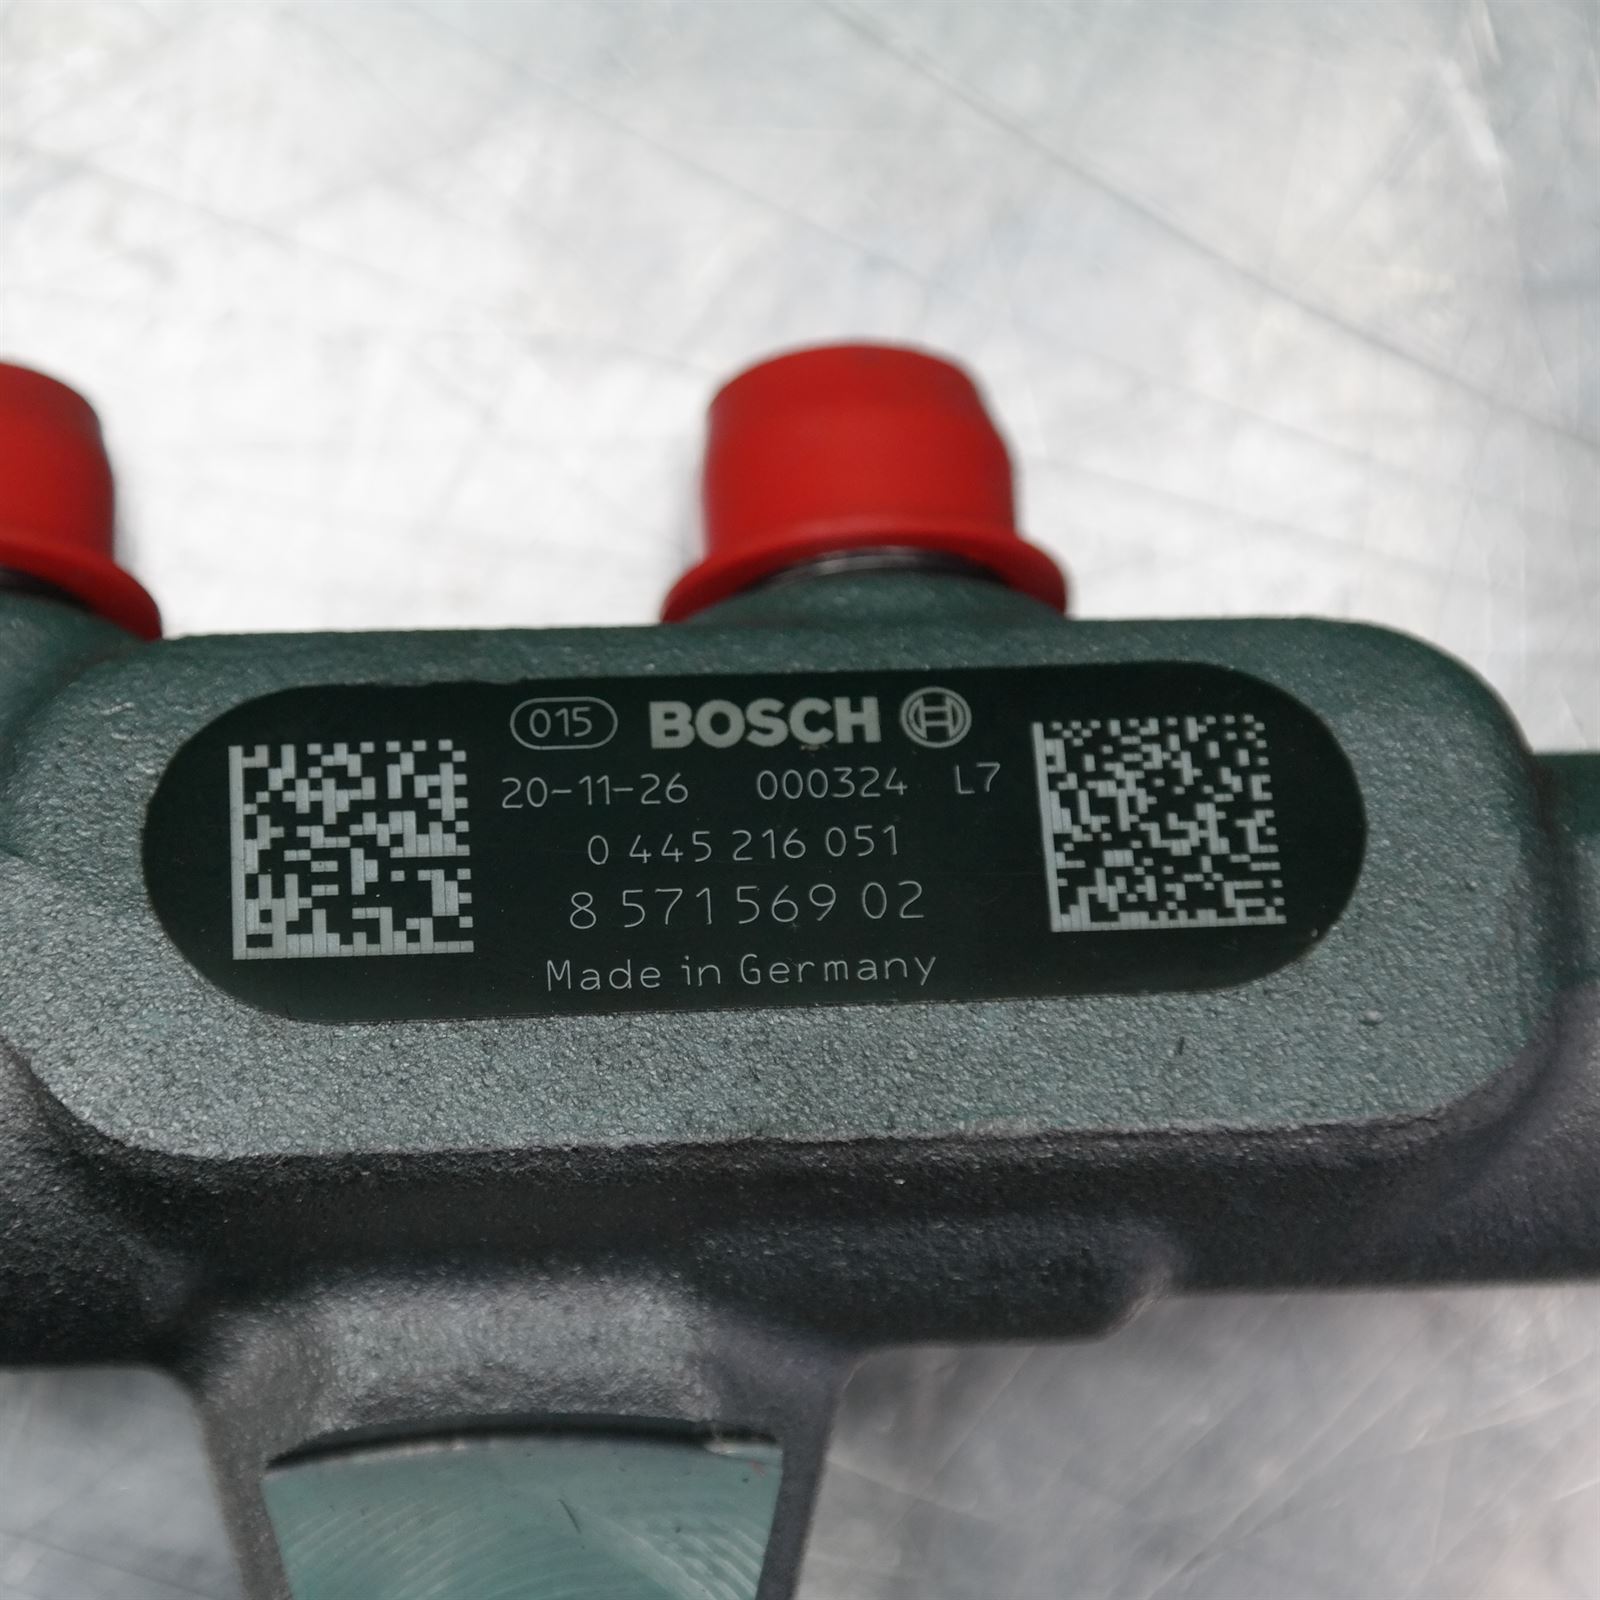 015 BOSCH
20-11-26 000324 L7
0 445 216 051
8 571 569 02
Made in Germany